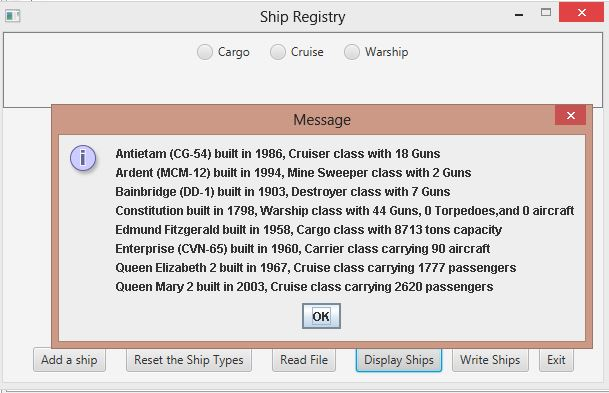 Ship Registry
Cargo Cruise Warship
Message
Antietam (CG-54) built in 1986, Cruiser class with 18 Guns
Ardent (MCM-12) built in 1994, Mine Sweeper class with 2 Guns
Bainbridge (DD-1) built in 1903, Destroyer class with 7 Guns
Constitution built in 1798, Warship class with 44 Guns, 0 Torpedoes,and 0 aircraft
Edmund Fitzgerald built in 1958, Cargo class with 8713 tons capacity
Enterprise (CVN-65) built in 1960, Carrier class carrying 90 aircraft
Queen Elizabeth 2 built in 1967, Cruise class carrying 1777 passengers
Queen Mary 2 built in 2003, Cruise class carrying 2620 passengers
OK
Add a ship Reset the Ship Types Read File Display Ships Write Ships Exit